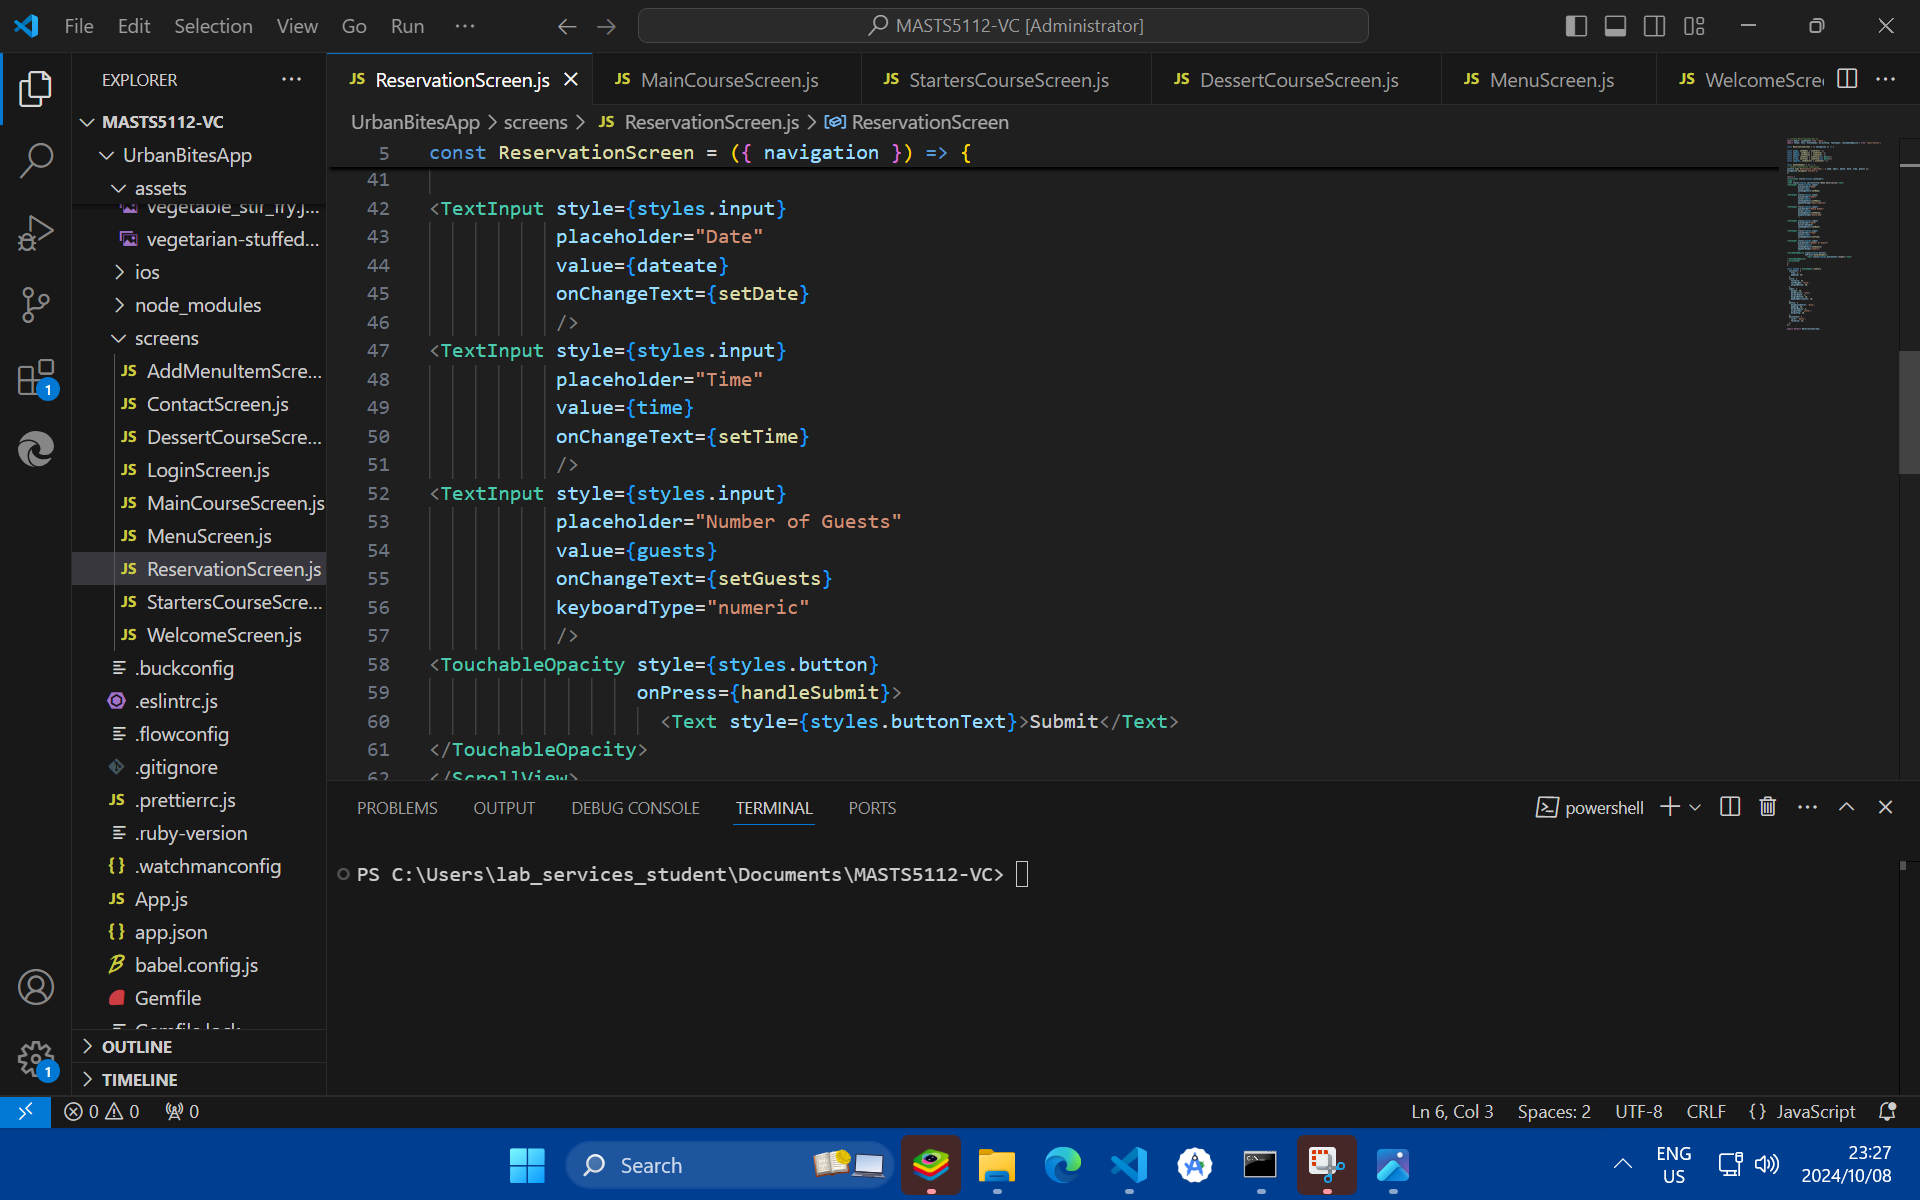 File Edit Selection View Go Run ···
MASTS5112-VC [Administrator]
EXPLORER
JS ReservationScreen.js
JS MainCourseScreen.js
JS StartersCourseScreen.js
JS DessertCourseScreen.js
JS MenuScreen.js
JS WelcomeScre
UrbanBitesApp > screens > JS ReservationScreen.js > ReservationScreen
MASTS5112-VC
UrbanBitesApp
assets
vegetable_stir_fry.j...
vegetarian-stuffed...
ios
node_modules
screens
JS AddMenuItemScre...
JS ContactScreen.js
JS DessertCourseScre...
JS LoginScreen.js
JS MainCourseScreen.js
JS MenuScreen.js
JS ReservationScreen.js
JS StartersCourseScre...
JS WelcomeScreen.js
.buckconfig
.eslintrc.js
.flowconfig
.gitignore
JS .prettierrc.js
.ruby-version
{} .watchmanconfig
JS App.js
{} app.json
babel.config.js
Gemfile
Gemfile.lock
OUTLINE
TIMELINE
1
1
5 const ReservationScreen = ({ navigation }) => {
41
42 <TextInput style={styles.input}
43 placeholder="Date"
44 value={dateate}
45 onChangeText={setDate}
46 />
47 <TextInput style={styles.input}
48 placeholder="Time"
49 value={time}
50 onChangeText={setTime}
51 />
52 <TextInput style={styles.input}
53 placeholder="Number of Guests"
54 value={guests}
55 onChangeText={setGuests}
56 keyboardType="numeric"
57 />
58 <TouchableOpacity style={styles.button}
59 onPress={handleSubmit}>
60 <Text style={styles.buttonText}>Submit</Text>
61 </TouchableOpacity>
62 </ScrollView>
PROBLEMS OUTPUT DEBUG CONSOLE TERMINAL PORTS
powershell
PS C:\Users\lab_services_student\Documents\MASTS5112-VC>
0 0 0
Ln 6, Col 3 Spaces: 2 UTF-8 CRLF {} JavaScript
Search
ENG
US
23:27
2024/10/08